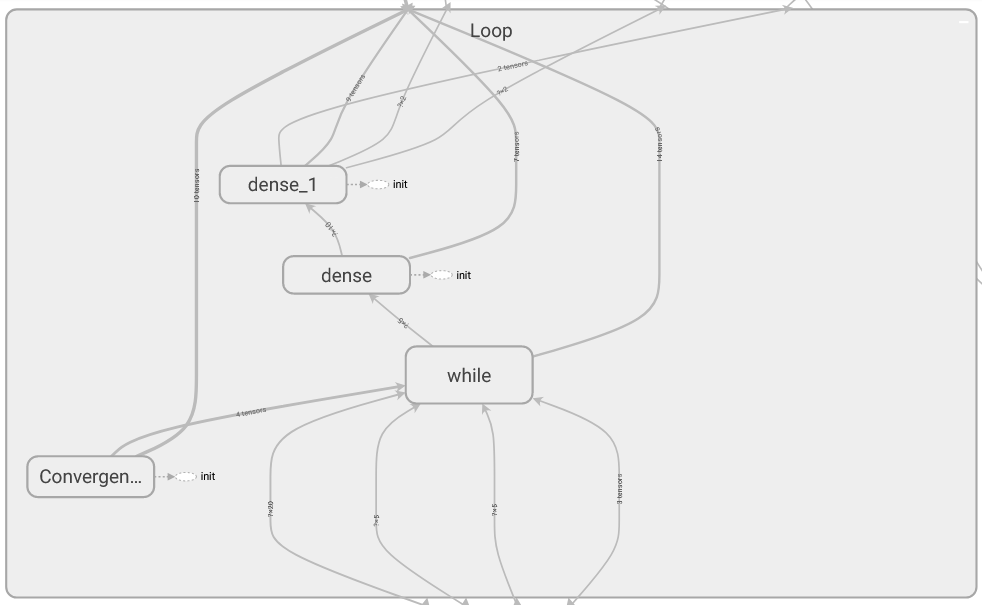 Loop
2 tensors
9 tensors
?×2
?×2
7 tensors
14 tensors
10 tensors
dense_1
init
?×10
dense
init
?×5
while
4 tensors
Convergen...
init
?×20
?×5
?×5
3 tensors